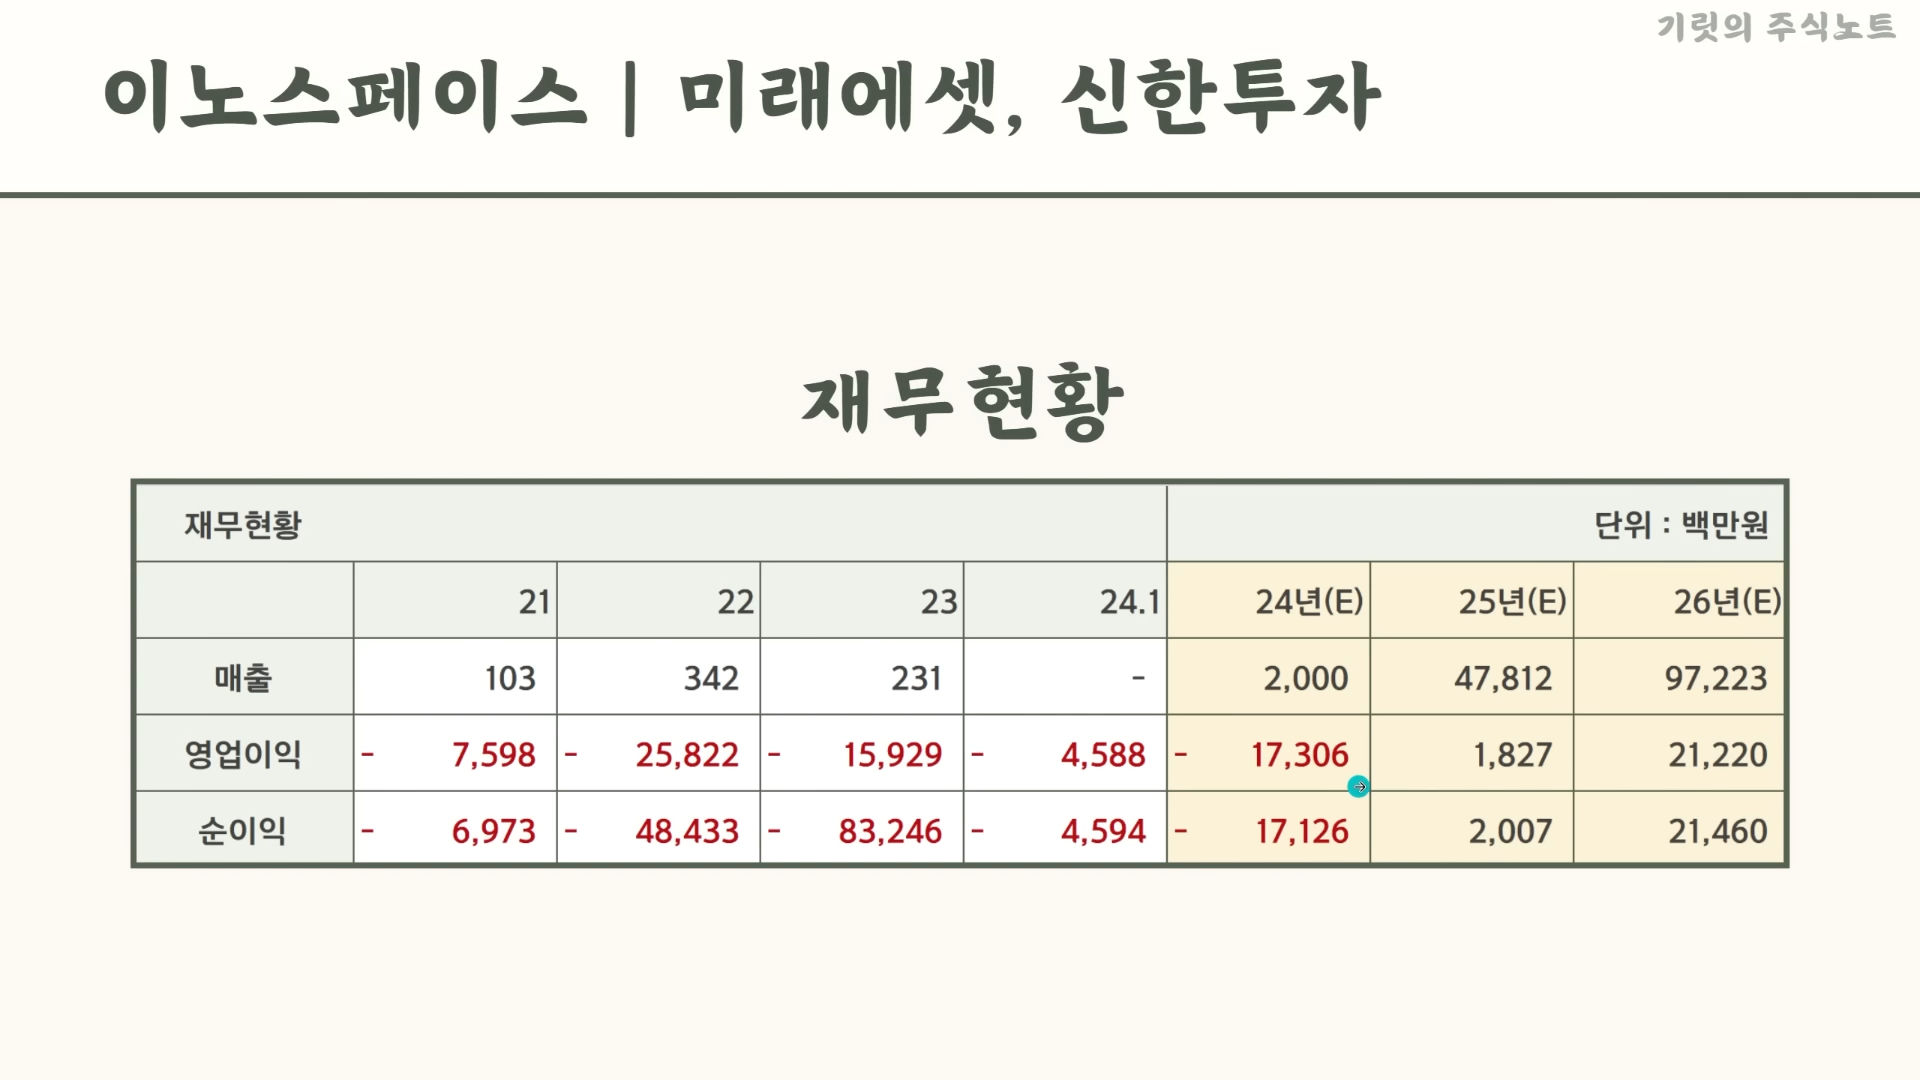 기릿의 주식노트
이노스페이스 | 미래에셋, 신한투자
재무현황
재무현황 단위 : 백만원
21 22 23 24.1 24년(E) 25년(E) 26년(E)
매출 103 342 231 - 2,000 47,812 97,223
영업이익 - 7,598 - 25,822 - 15,929 - 4,588 - 17,306 1,827 21,220
순이익 - 6,973 - 48,433 - 83,246 - 4,594 - 17,126 2,007 21,460